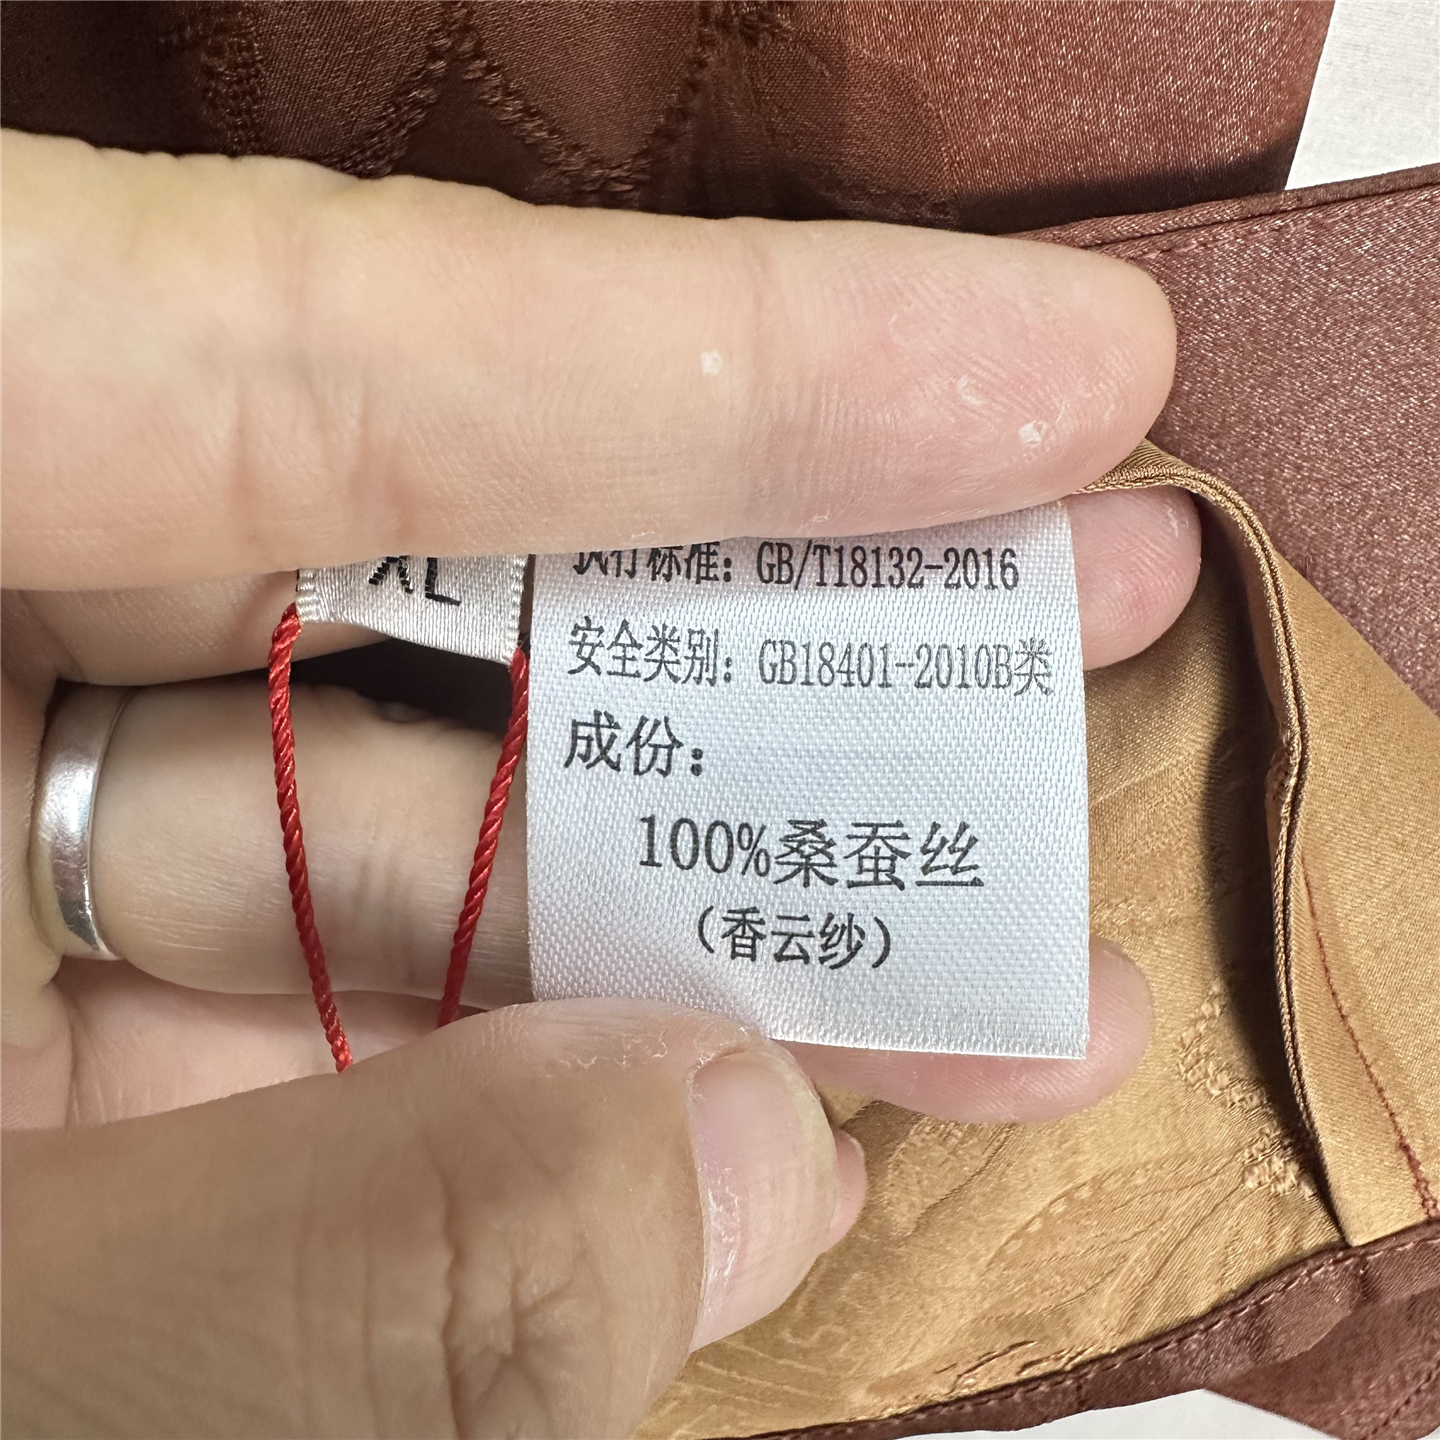 XL
执行标准：GB/T18132-2016
安全类别：GB18401-2010B类
成份：
100%桑蚕丝
（香云纱）